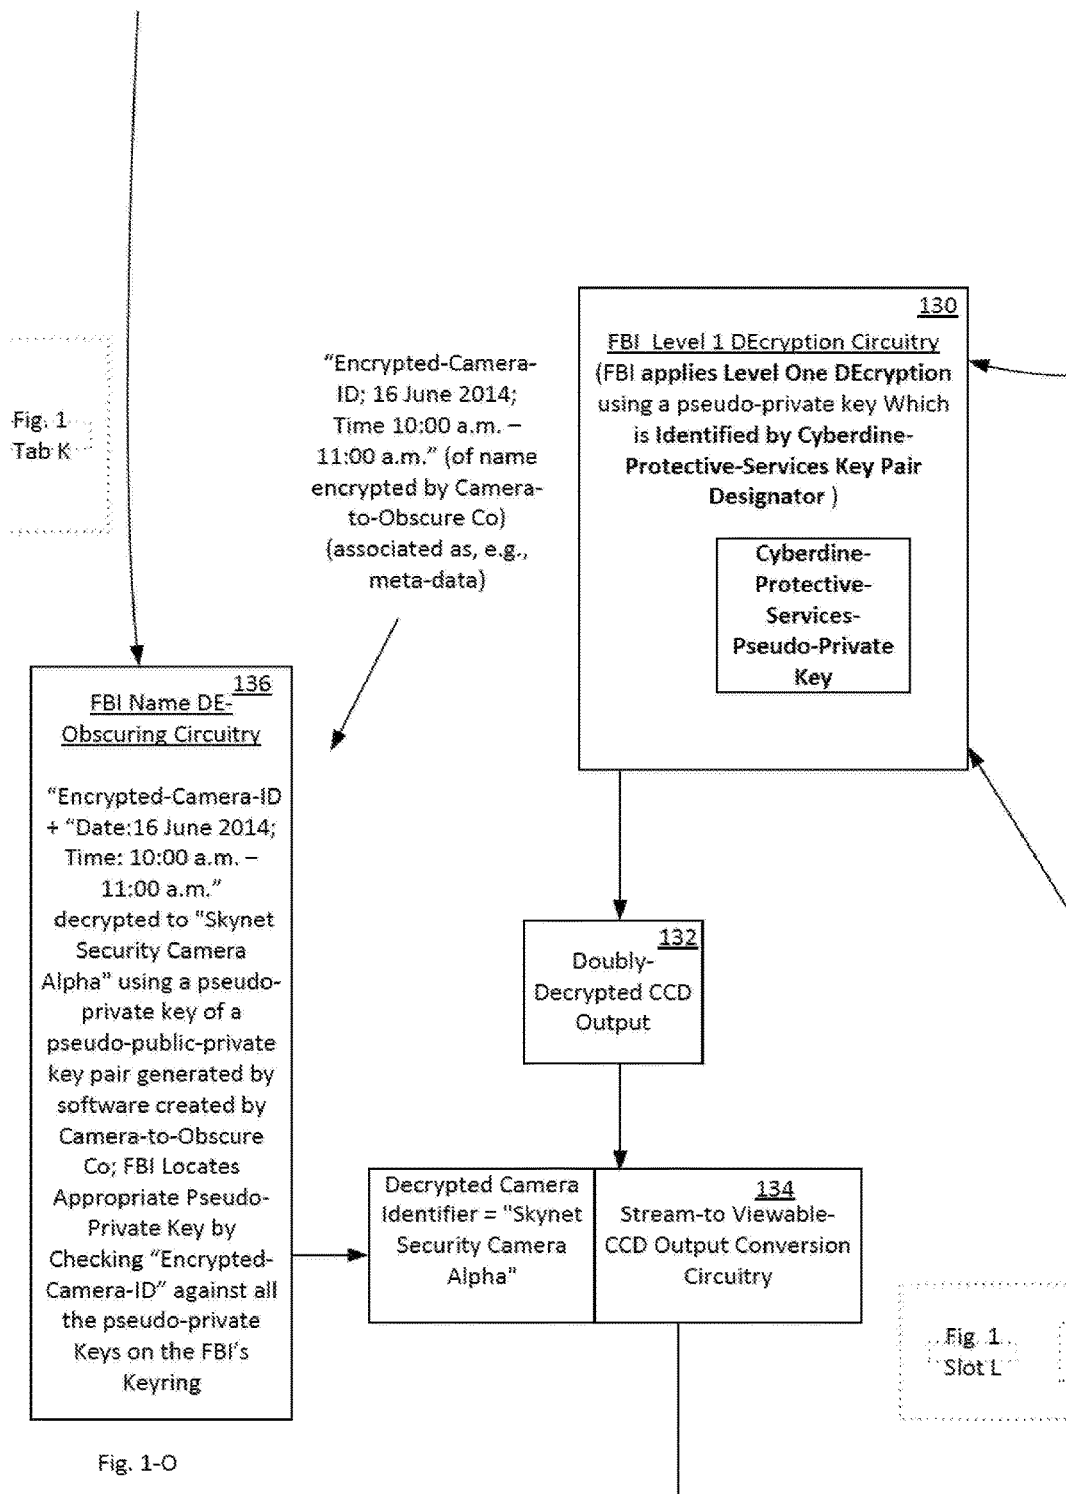 Fig. 1
Tab K
“Encrypted-Camera-
ID; 16 June 2014;
Time 10:00 a.m. –
11:00 a.m.” (of name
encrypted by Camera-
to-Obscure Co)
(associated as, e.g.,
meta-data)
130
FBI Level 1 DEcryption Circuitry
(FBI applies Level One DEcryption
using a pseudo-private key Which
is Identified by Cyberdine-
Protective-Services Key Pair
Designator )
Cyberdine-
Protective-
Services-
Pseudo-Private
Key
136
FBI Name DE-
Obscuring Circuitry
“Encrypted-Camera-ID
+ “Date:16 June 2014;
Time: 10:00 a.m. –
11:00 a.m.”
decrypted to "Skynet
Security Camera
Alpha" using a pseudo-
private key of a
pseudo-public-private
key pair generated by
software created by
Camera-to-Obscure
Co; FBI Locates
Appropriate Pseudo-
Private Key by
Checking “Encrypted-
Camera-ID” against all
the pseudo-private
Keys on the FBI’s
Keyring
132
Doubly-
Decrypted CCD
Output
Decrypted Camera
Identifier = "Skynet
Security Camera
Alpha"
134
Stream-to Viewable-
CCD Output Conversion
Circuitry
Fig. 1
Slot L
Fig. 1-O